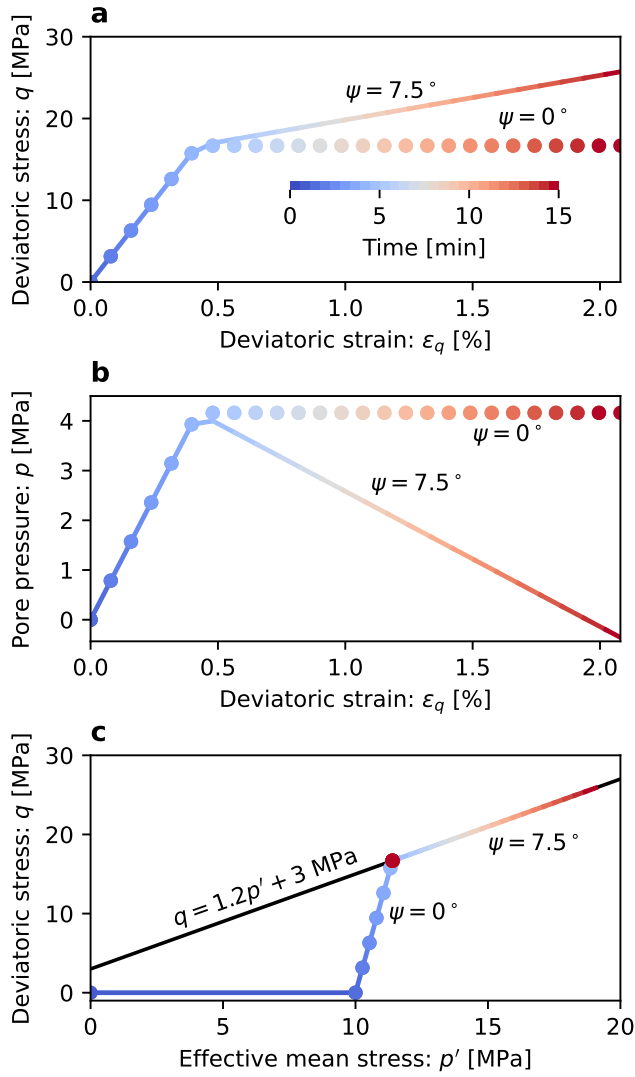 a
30
20
10
0
Deviatoric stress: q [MPa]
ψ = 7.5°
ψ = 0°
0 5 10 15
Time [min]
0.0 0.5 1.0 1.5 2.0
Deviatoric strain: εq [%]
b
4
3
2
1
0
Pore pressure: p [MPa]
ψ = 0°
ψ = 7.5°
0.0 0.5 1.0 1.5 2.0
Deviatoric strain: εq [%]
c
30
20
10
0
Deviatoric stress: q [MPa]
q = 1.2p′ + 3 MPa
ψ = 7.5°
ψ = 0°
0 5 10 15 20
Effective mean stress: p′ [MPa]